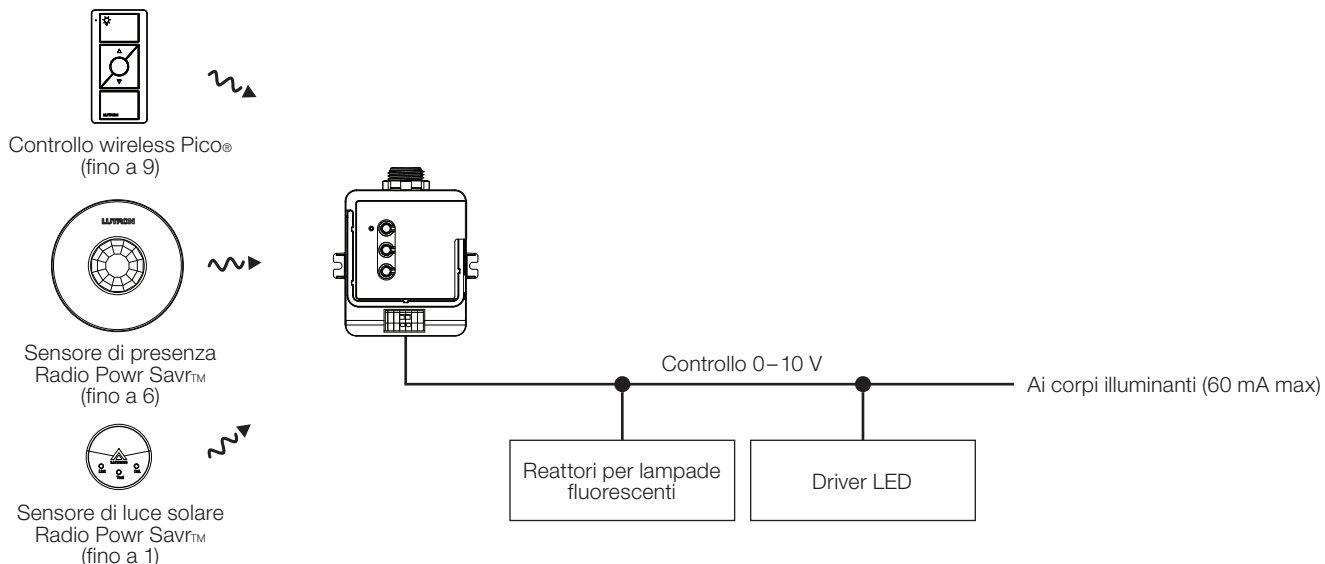 LUTRON
Controllo wireless Pico®
(fino a 9)
LUTRON
Sensore di presenza
Radio Powr Savr™
(fino a 6)
LUTRON
Sensore di luce solare
Radio Powr Savr™
(fino a 1)
Controllo 0–10 V
Ai corpi illuminanti (60 mA max)
Reattori per lampade
fluorescenti
Driver LED